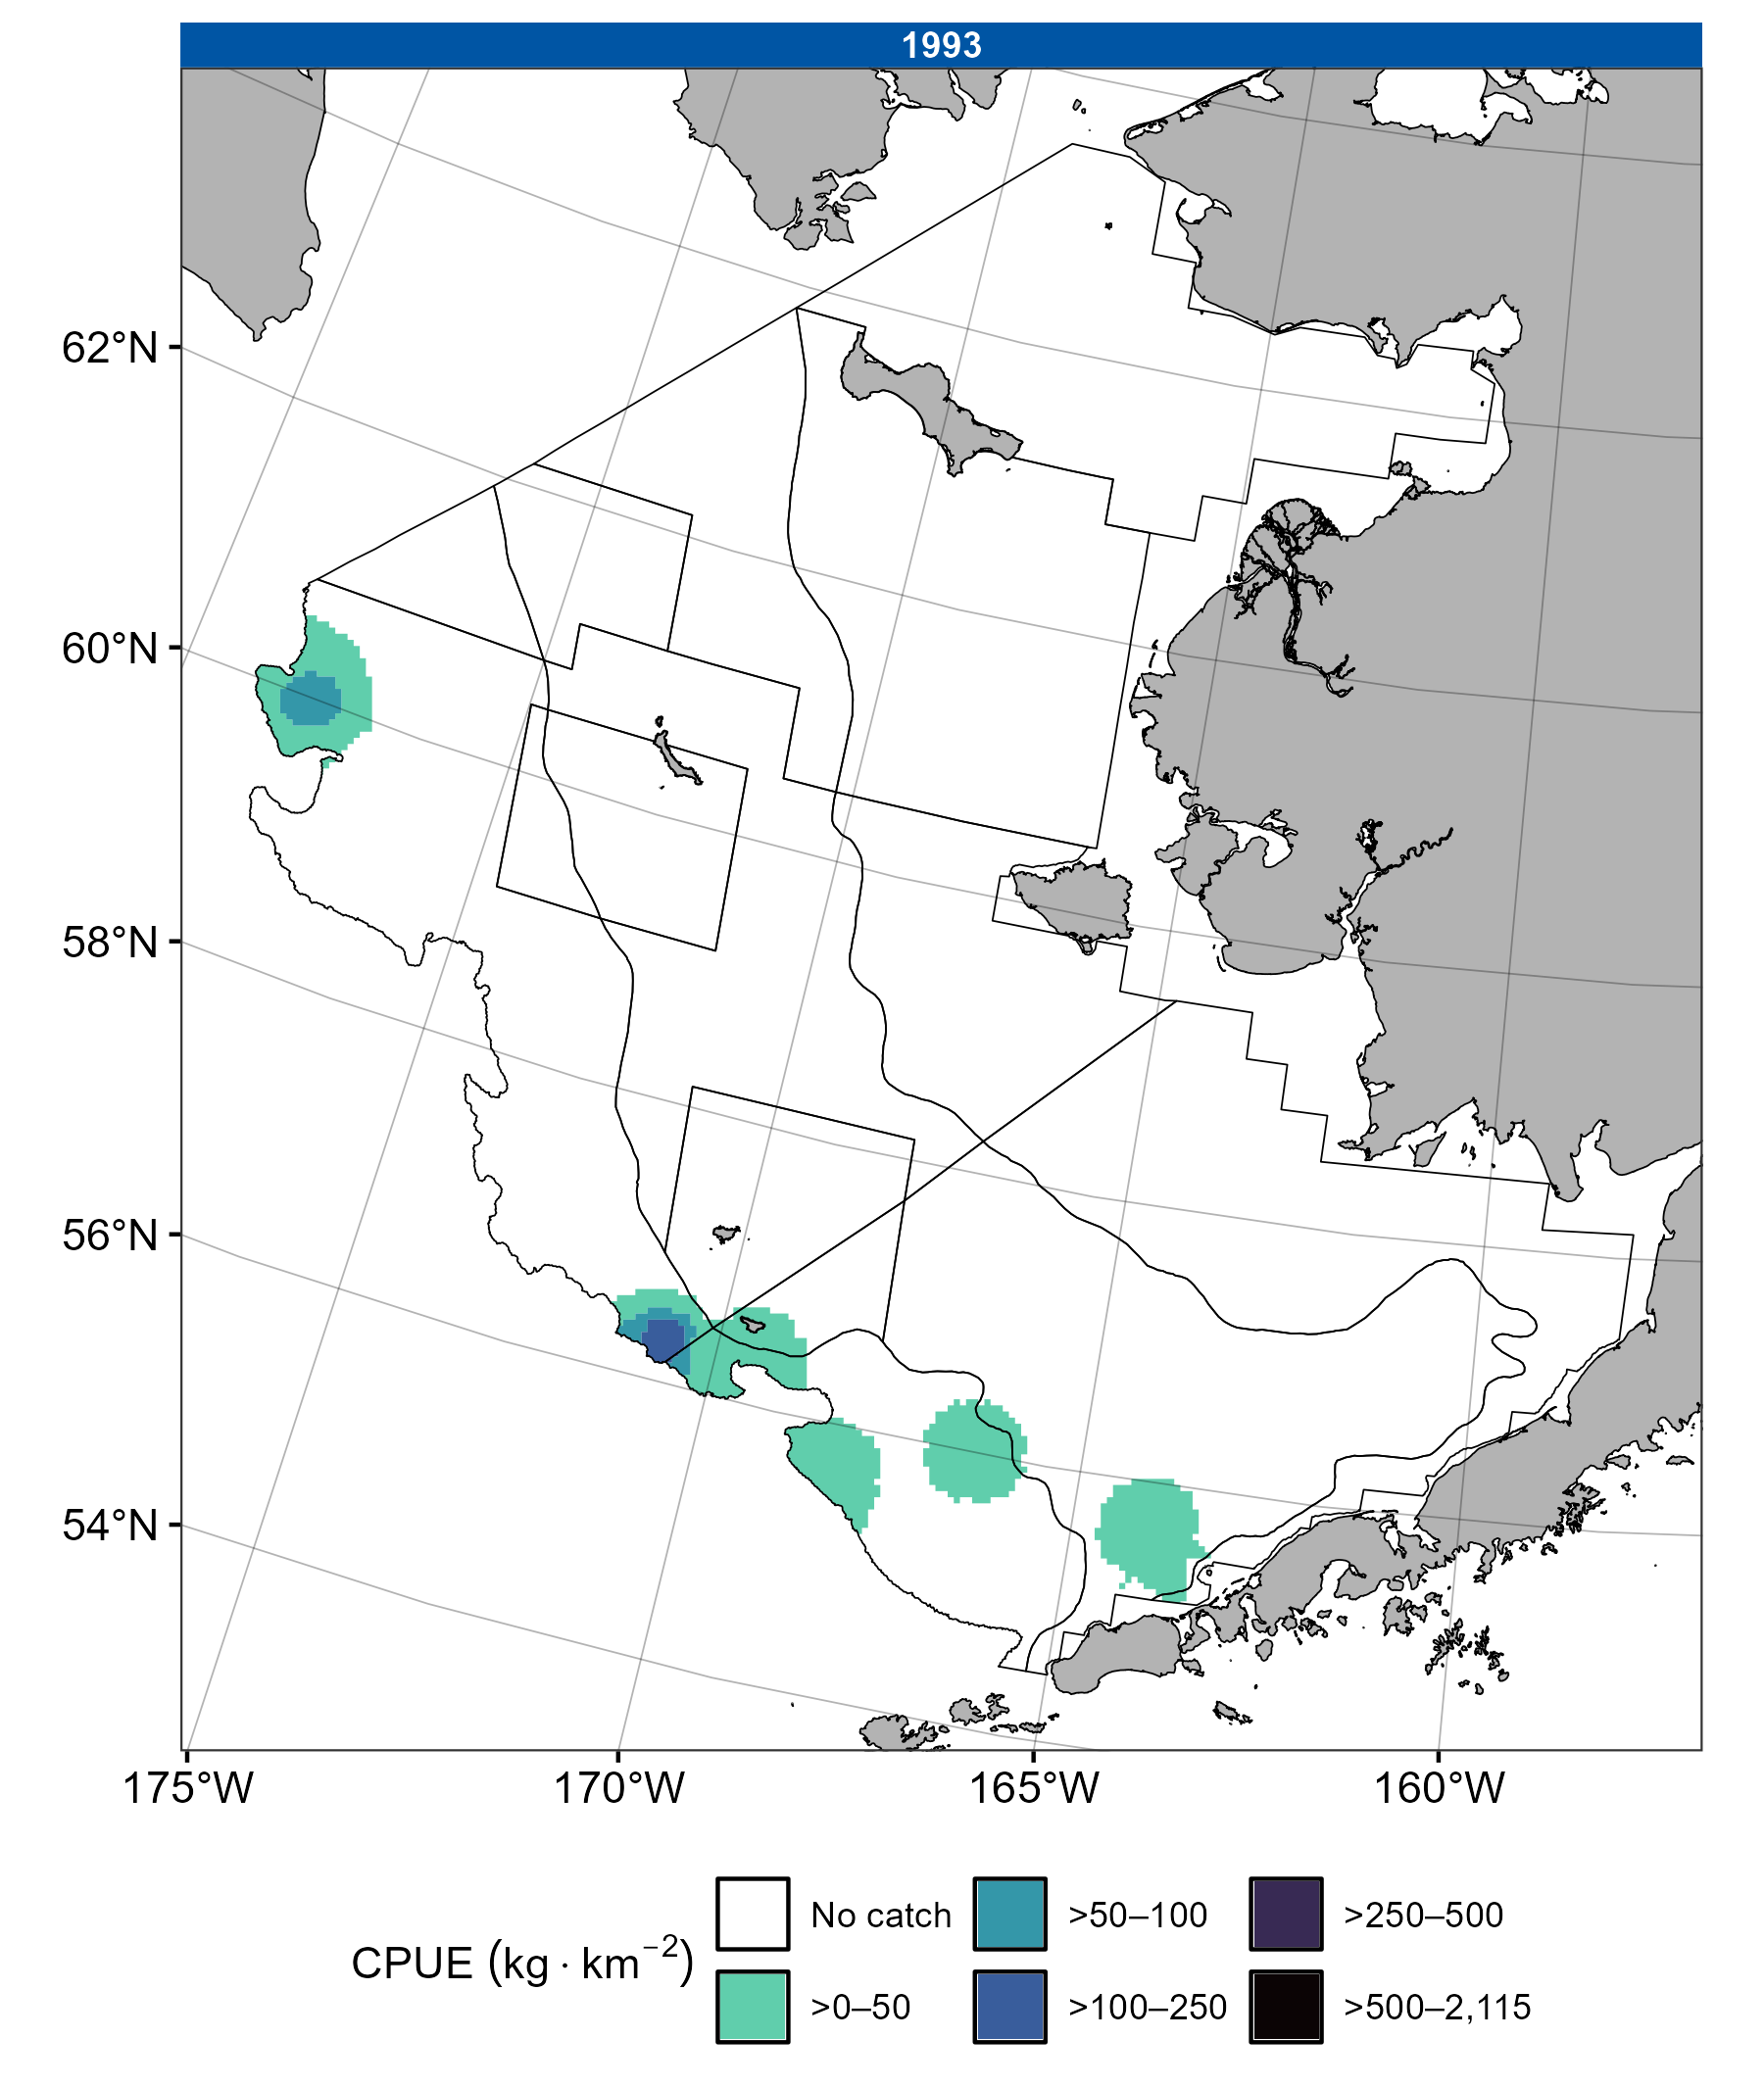 1993
62°N
60°N
58°N
56°N
54°N
175°W 170°W 165°W 160°W
CPUE (kg · km⁻²)
No catch >50–100 >250–500
>0–50 >100–250 >500–2,115